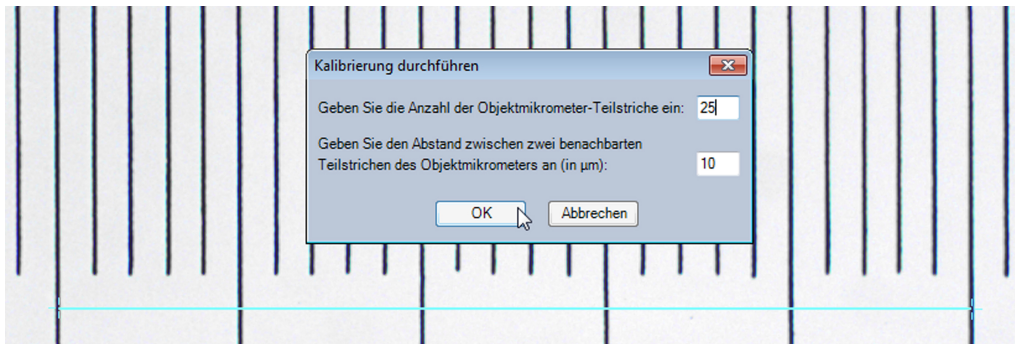 Kalibrierung durchführen
Geben Sie die Anzahl der Objektmikrometer-Teilstriche ein: 25
Geben Sie den Abstand zwischen zwei benachbarten
Teilstrichen des Objektmikrometers an (in µm): 10
OK Abbrechen